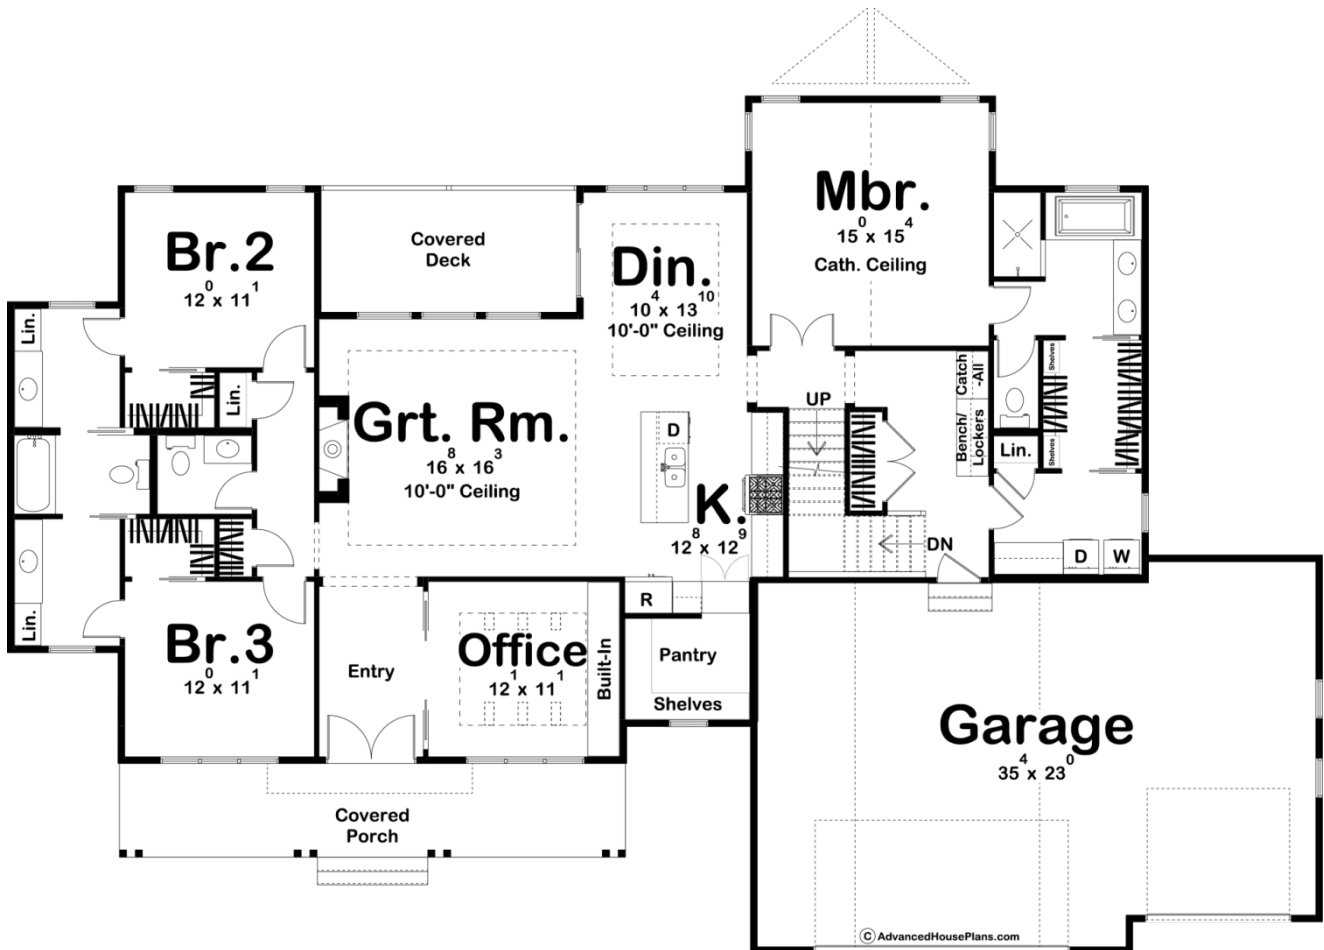 Mbr.
15⁰ x 15⁴
Cath. Ceiling
Br.2
12⁰ x 11¹
Covered
Deck
Din.
10⁴ x 13¹⁰
10'-0" Ceiling
Lin.
Lin.
Grt. Rm.
16⁸ x 16³
10'-0" Ceiling
D
K.
12⁸ x 12⁹
UP
DN
Catch
-All
Bench/
Lockers
Shelves
Shelves
Lin.
D
W
R
Lin.
Br.3
12⁰ x 11¹
Entry
Office
12¹ x 11¹
Built-In
Pantry
Shelves
Garage
35⁴ x 23⁰
Covered
Porch
© AdvancedHousePlans.com